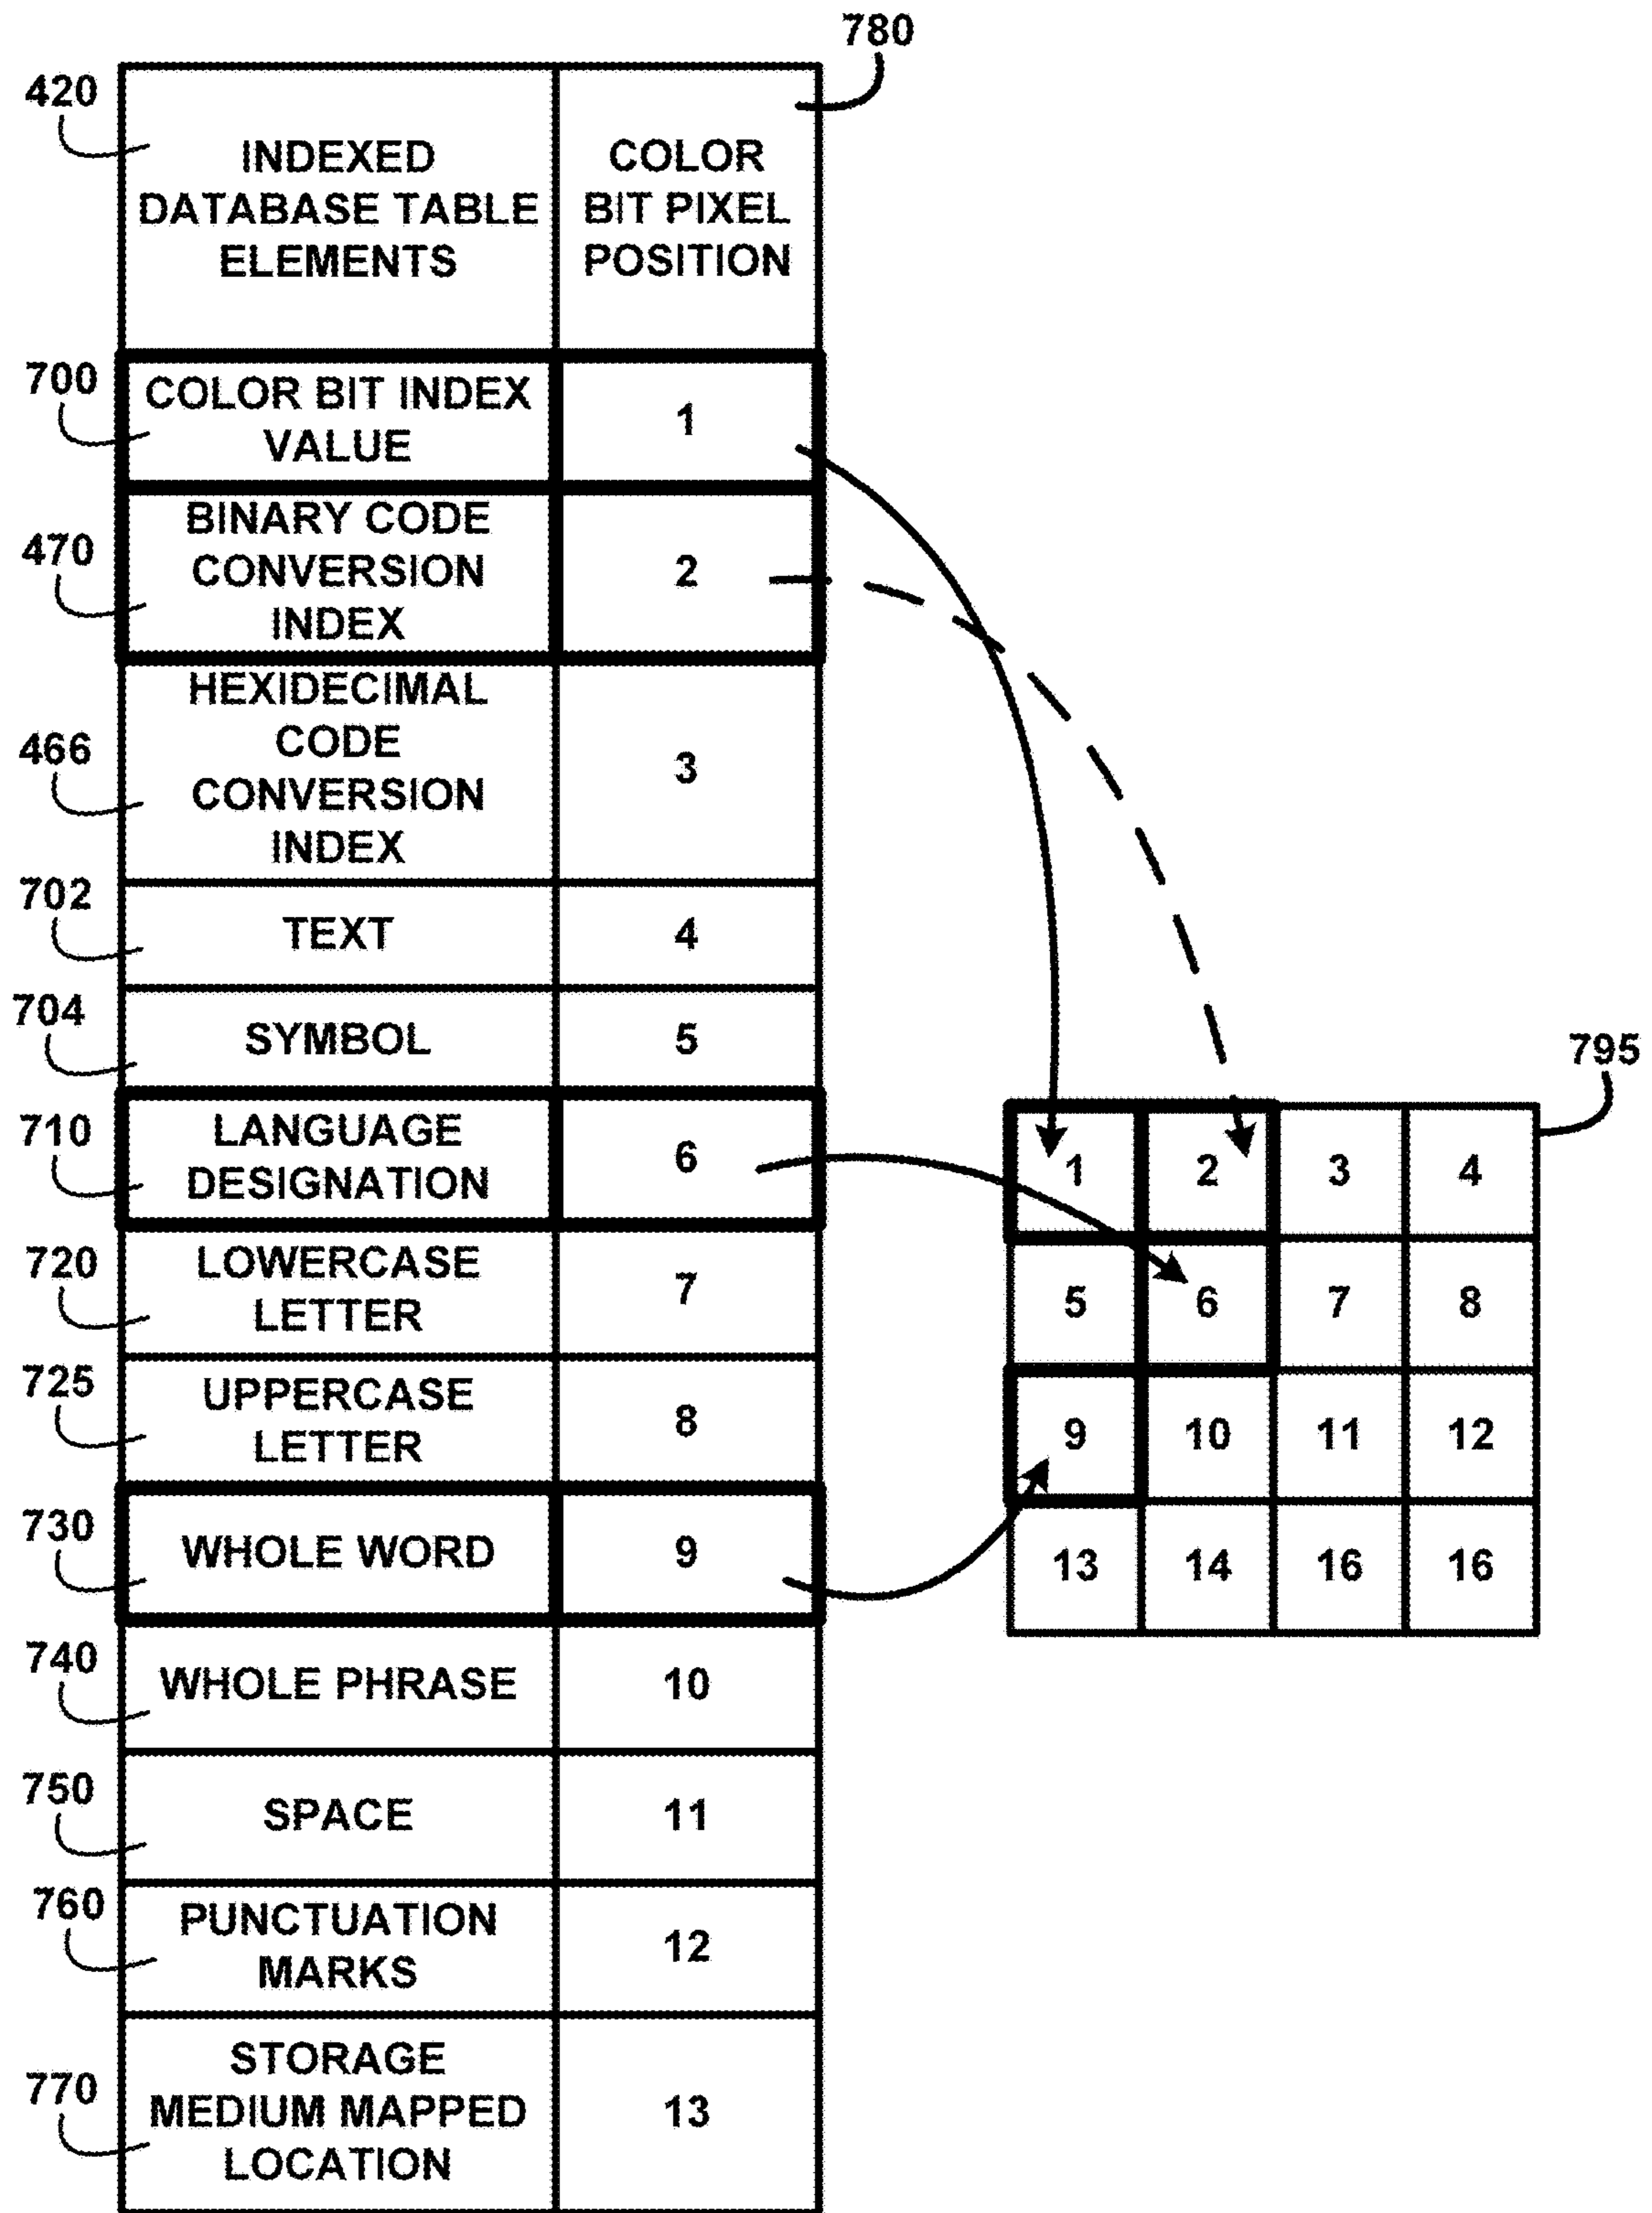 780
420
INDEXED
DATABASE TABLE
ELEMENTS
COLOR
BIT PIXEL
POSITION
700
COLOR BIT INDEX
VALUE
1
470
BINARY CODE
CONVERSION
INDEX
2
466
HEXIDECIMAL
CODE
CONVERSION
INDEX
3
702
TEXT
4
704
SYMBOL
5
710
LANGUAGE
DESIGNATION
6
720
LOWERCASE
LETTER
7
725
UPPERCASE
LETTER
8
730
WHOLE WORD
9
740
WHOLE PHRASE
10
750
SPACE
11
760
PUNCTUATION
MARKS
12
770
STORAGE
MEDIUM MAPPED
LOCATION
13
795
1 2 3 4
5 6 7 8
9 10 11 12
13 14 16 16